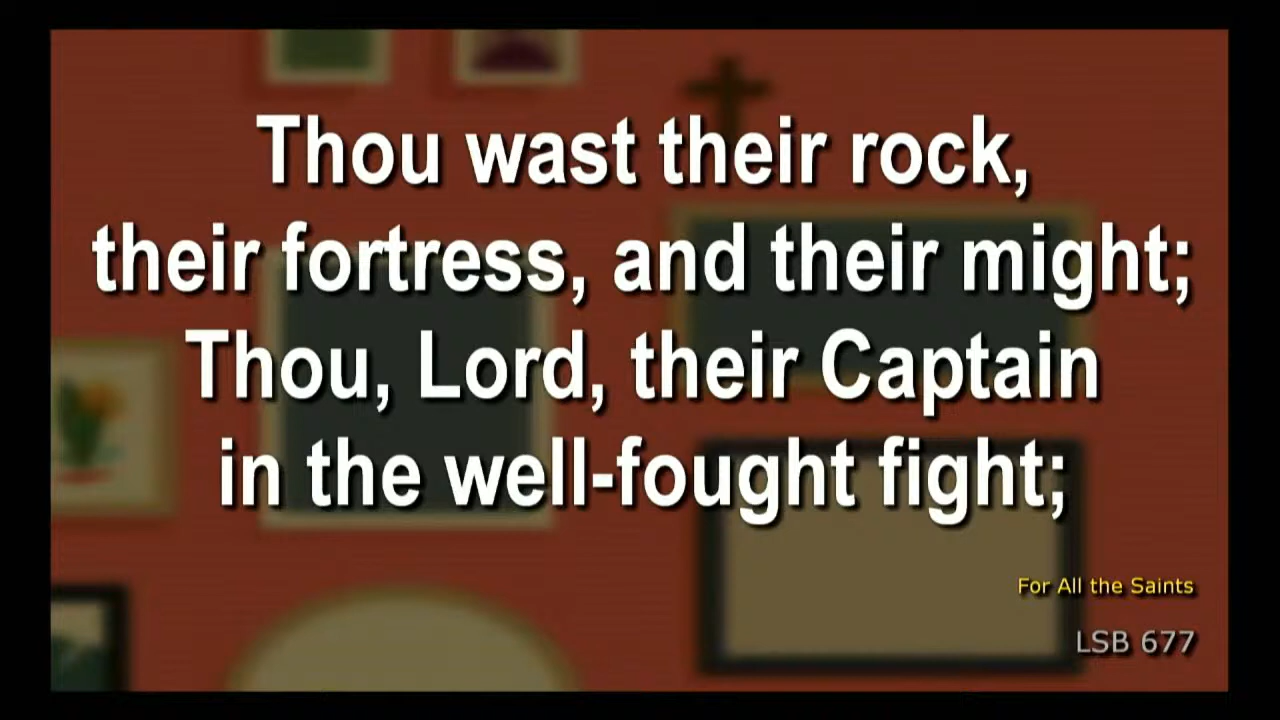 Thou wast their rock,
their fortress, and their might;
Thou, Lord, their Captain
in the well-fought fight;
For All the Saints
LSB 677